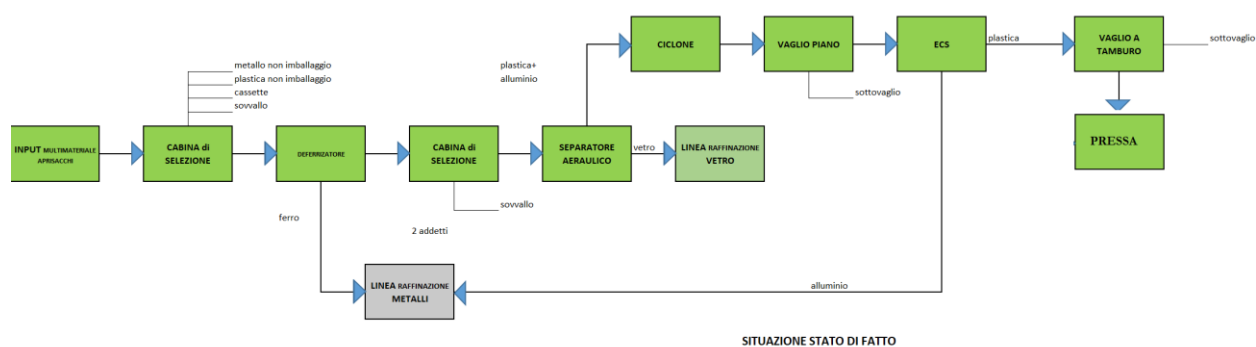 CICLONE
VAGLIO PIANO
ECS
plastica
VAGLIO A
TAMBURO
sottovaglio
plastica+
alluminio
metallo non imballaggio
plastica non imballaggio
cassette
sovvallo
sottovaglio
INPUT MULTIMATERIALE
APRISACCHI
CABINA di
SELEZIONE
DEFERRIZATORE
CABINA di
SELEZIONE
SEPARATORE
AERAULICO
vetro
LINEA RAFFINAZIONE
VETRO
PRESSA
sovvallo
ferro
2 addetti
LINEA RAFFINAZIONE
METALLI
alluminio
SITUAZIONE STATO DI FATTO